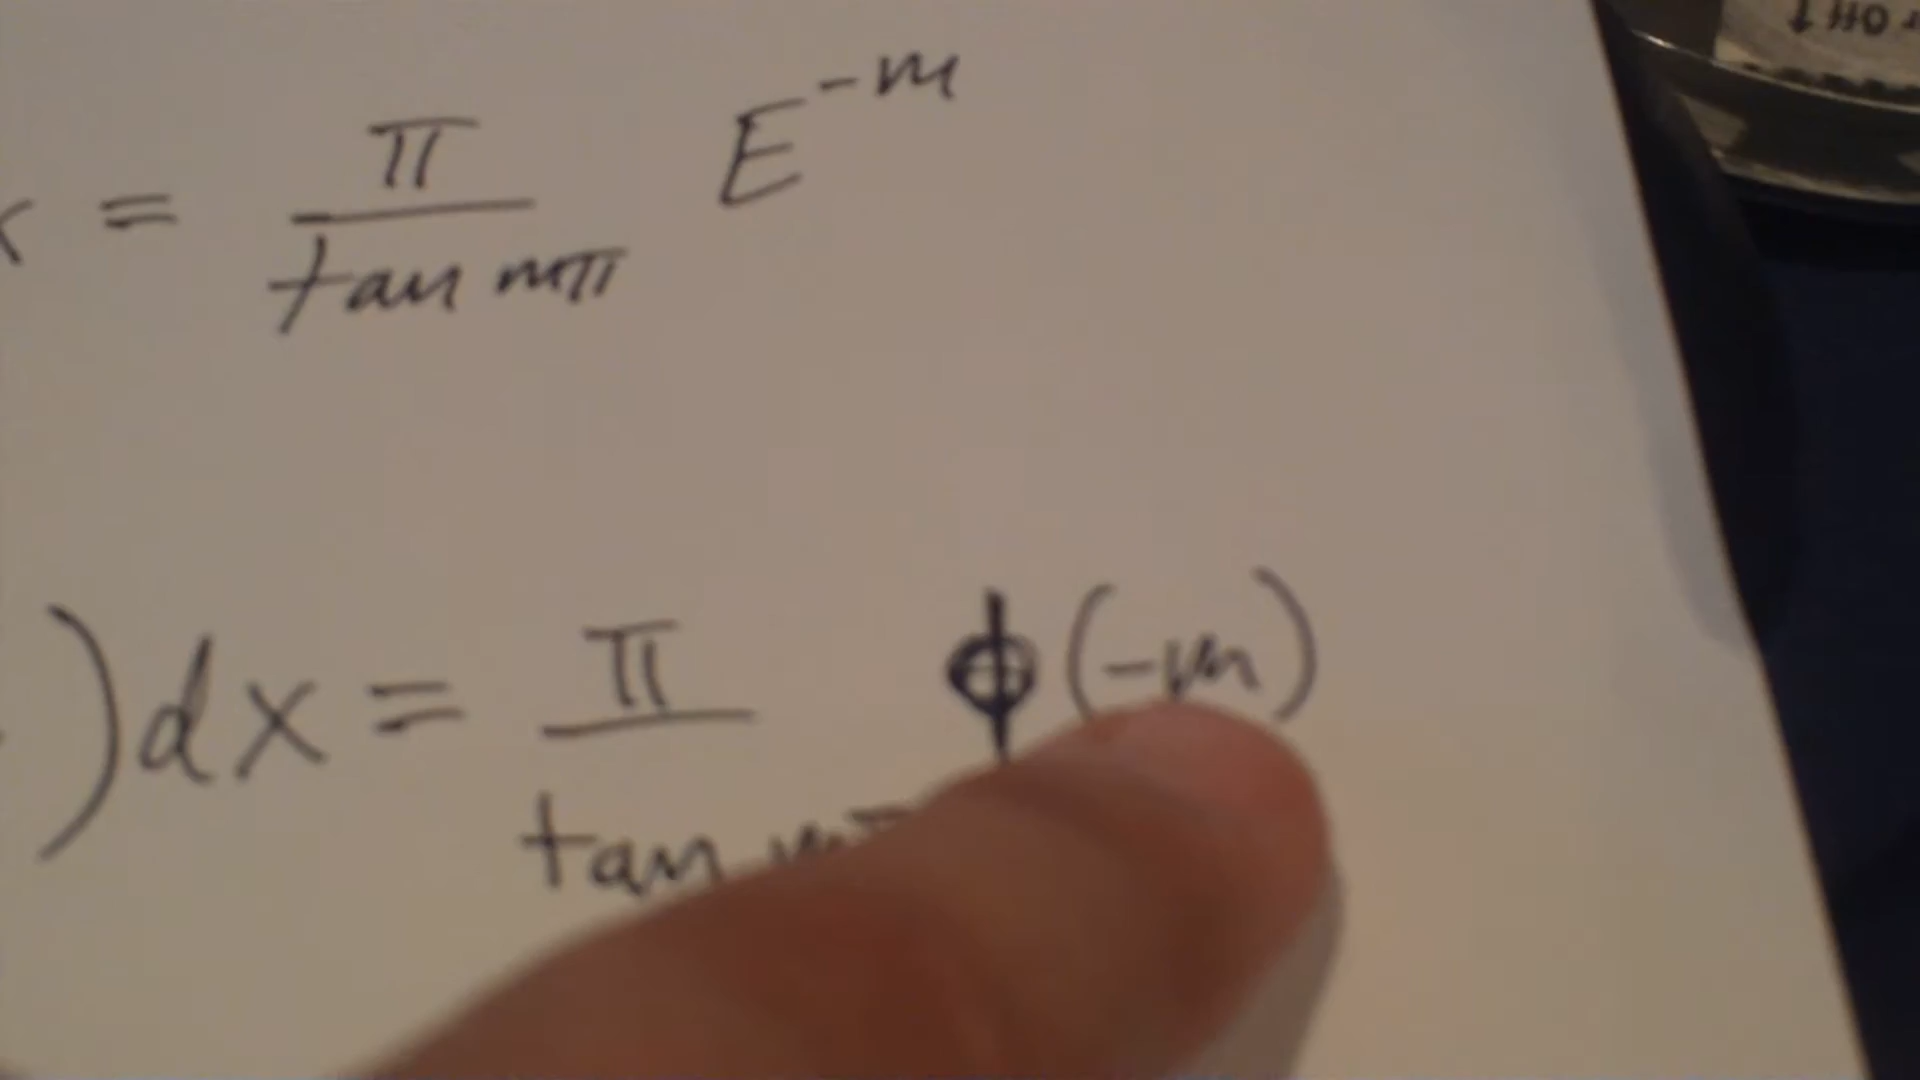 x = π / tan mπ E^-m
) dx = π / tan m ϕ (-m)